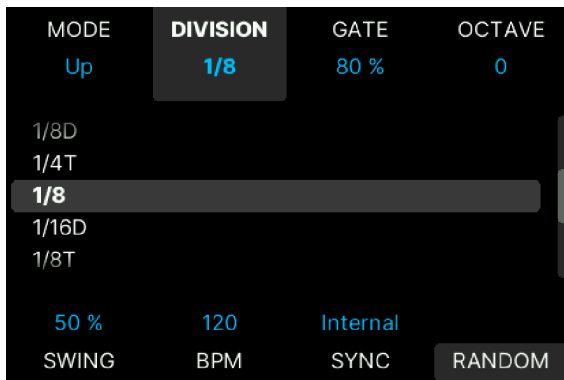 MODE DIVISION GATE OCTAVE
Up 1/8 80 % 0
1/8D
1/4T
1/8
1/16D
1/8T
50 % 120 Internal
SWING BPM SYNC RANDOM